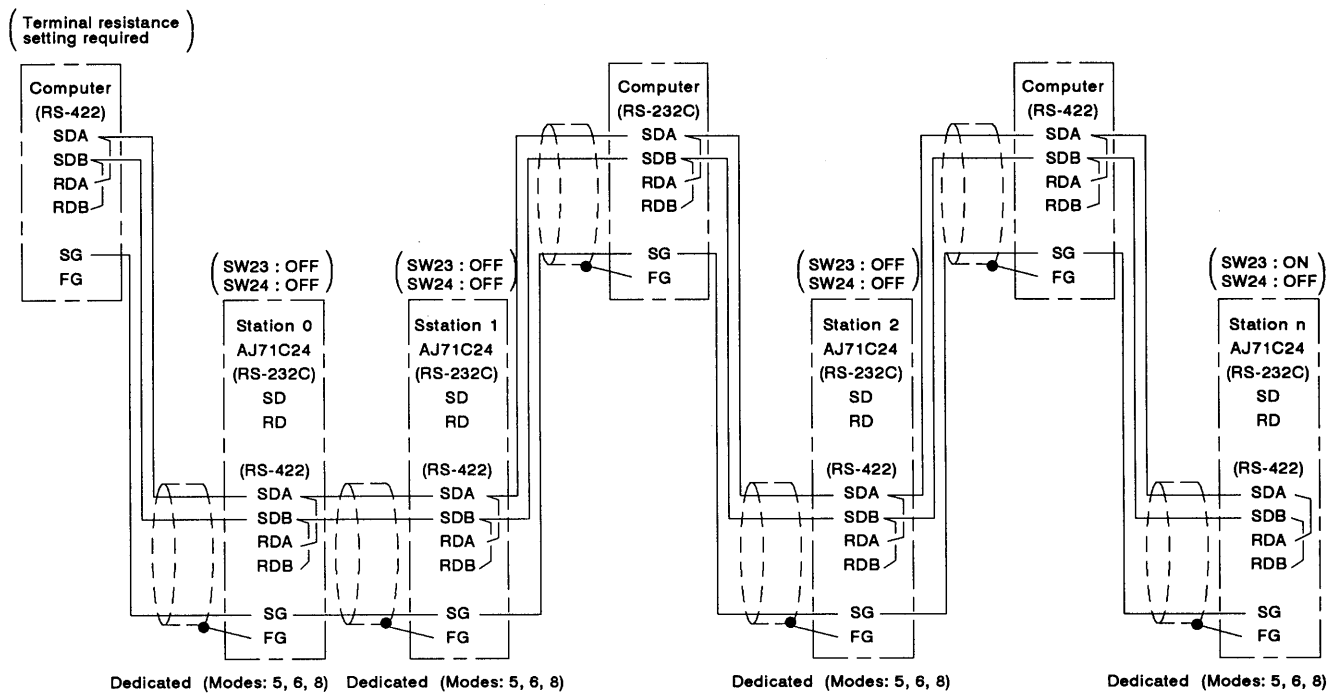 (Terminal resistance
setting required)
Computer
(RS-422)
SDA
SDB
RDA
RDB
SG
FG
Computer
(RS-232C)
SDA
SDB
RDA
RDB
SG
FG
Computer
(RS-422)
SDA
SDB
RDA
RDB
SG
FG
(SW23 : OFF
SW24 : OFF)
Station 0
AJ71C24
(RS-232C)
SD
RD
(RS-422)
SDA
SDB
RDA
RDB
SG
FG
Dedicated (Modes: 5, 6, 8)
(SW23 : OFF
SW24 : OFF)
Sstation 1
AJ71C24
(RS-232C)
SD
RD
(RS-422)
SDA
SDB
RDA
RDB
SG
FG
Dedicated (Modes: 5, 6, 8)
(SW23 : OFF
SW24 : OFF)
Station 2
AJ71C24
(RS-232C)
SD
RD
(RS-422)
SDA
SDB
RDA
RDB
SG
FG
Dedicated (Modes: 5, 6, 8)
(SW23 : ON
SW24 : OFF)
Station n
AJ71C24
(RS-232C)
SD
RD
(RS-422)
SDA
SDB
RDA
RDB
SG
FG
Dedicated (Modes: 5, 6, 8)